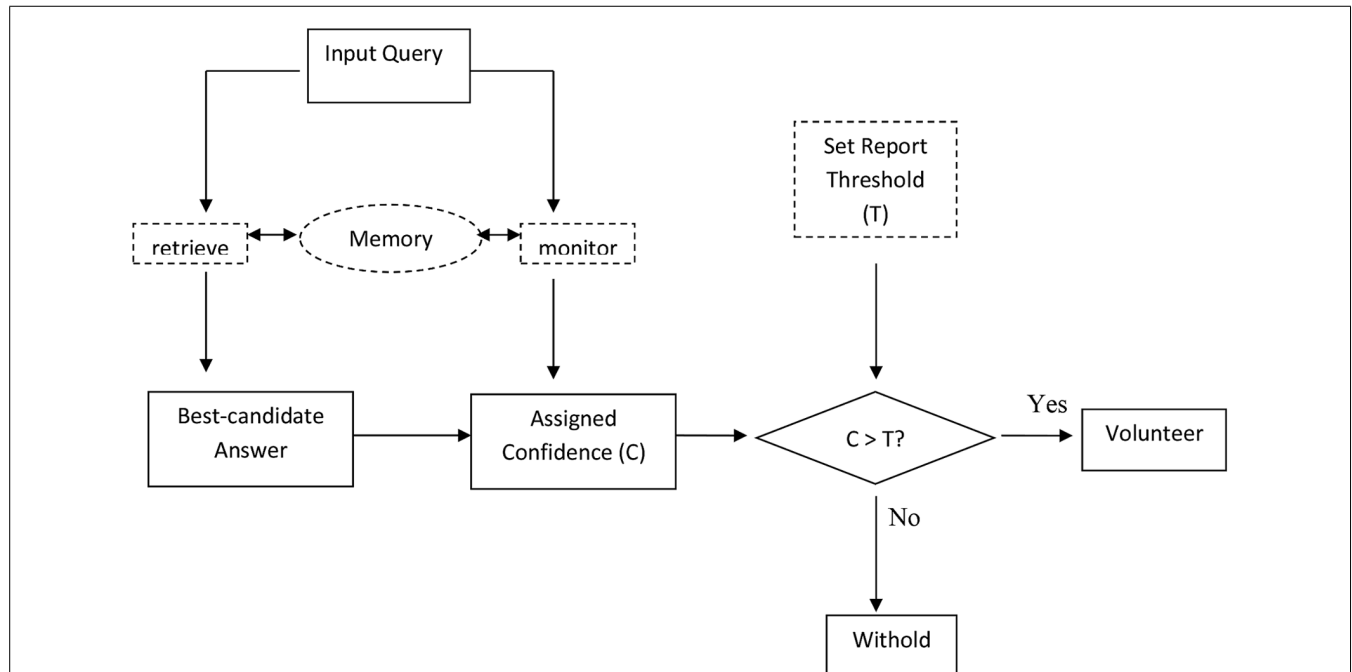 Input Query
Set Report
Threshold
(T)
retrieve
Memory
monitor
Best-candidate
Answer
Assigned
Confidence (C)
C > T?
Yes
Volunteer
No
Withold